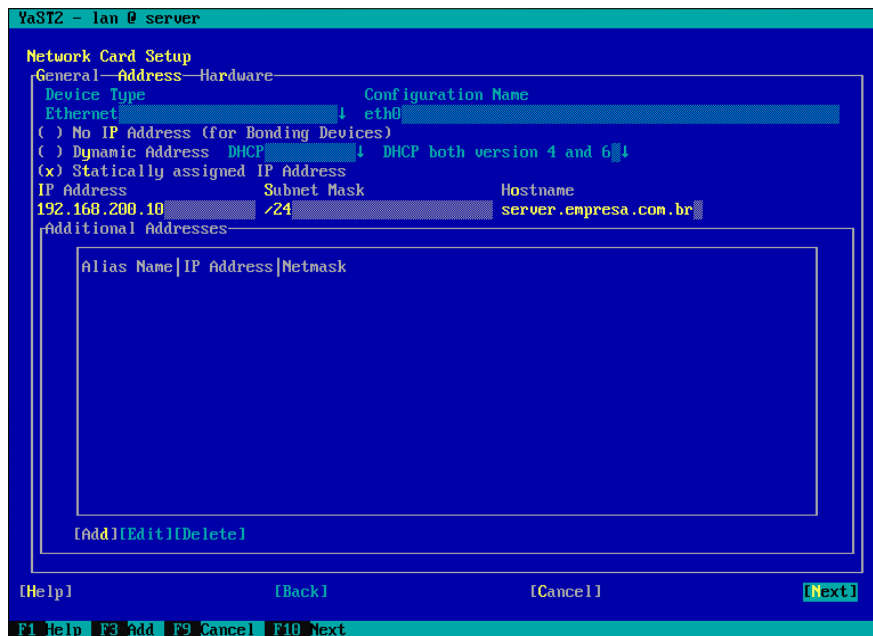 YaST2 - lan @ server
Network Card Setup
General Address Hardware
Device Type Configuration Name
Ethernet ↓ eth0
( ) No IP Address (for Bonding Devices)
( ) Dynamic Address DHCP ↓ DHCP both version 4 and 6 ↓
(x) Statically assigned IP Address
IP Address Subnet Mask Hostname
192.168.200.10 /24 server.empresa.com.br
Additional Addresses
Alias Name|IP Address|Netmask
[Add][Edit][Delete]
[Help] [Back] [Cancel] [Next]
F1 Help F3 Add F9 Cancel F10 Next